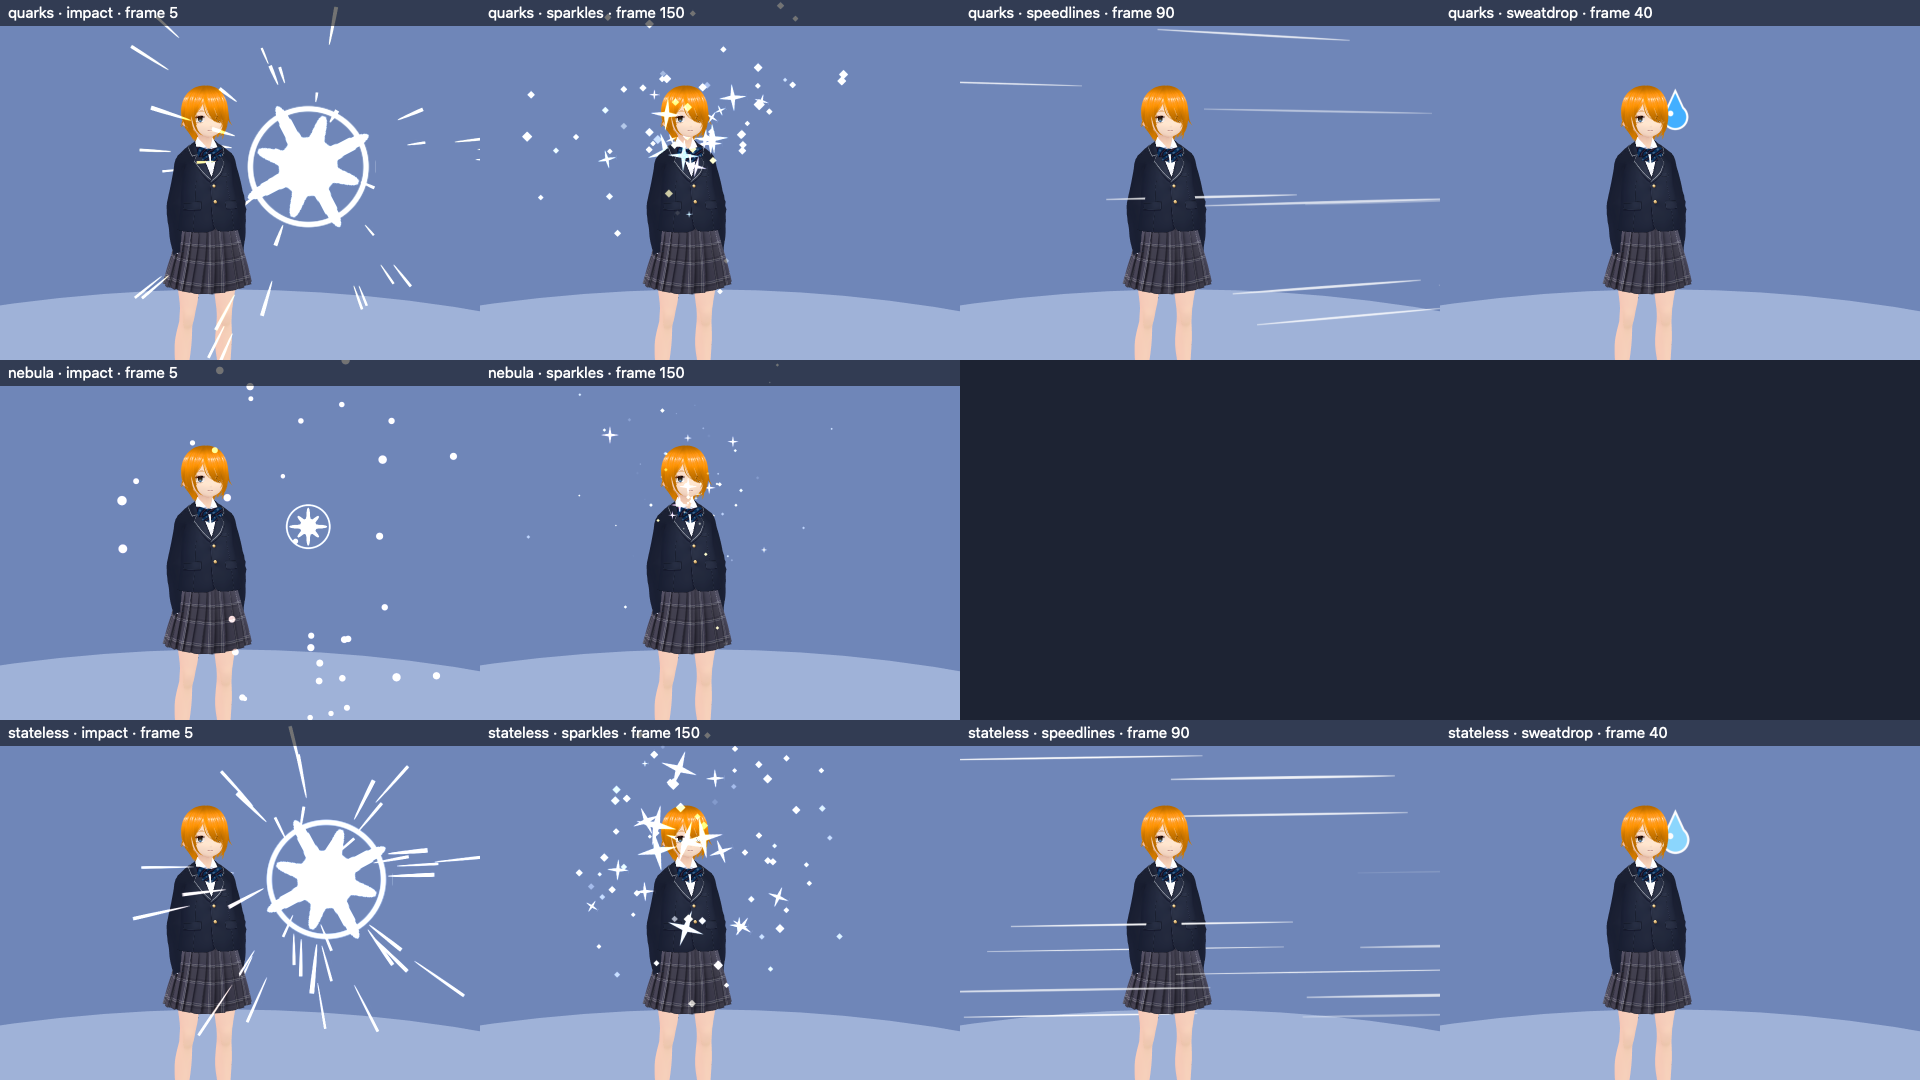 quarks · impact · frame 5
quarks · sparkles · frame 150
quarks · speedlines · frame 90
quarks · sweatdrop · frame 40
nebula · impact · frame 5
nebula · sparkles · frame 150
stateless · impact · frame 5
stateless · sparkles · frame 150
stateless · speedlines · frame 90
stateless · sweatdrop · frame 40